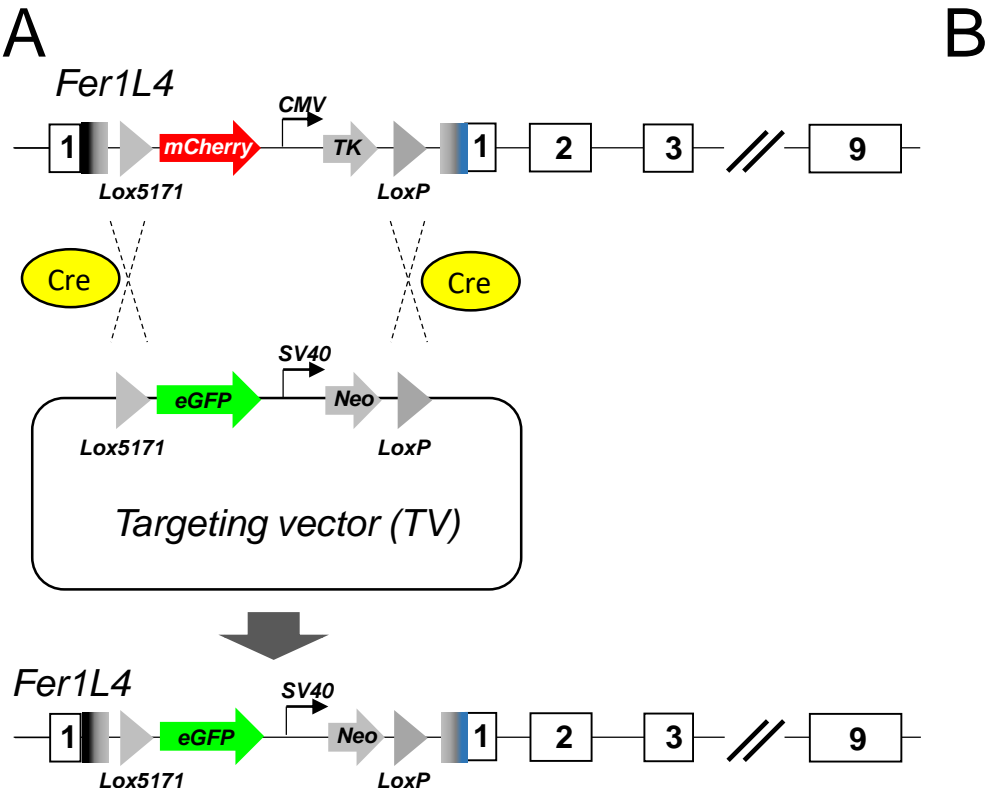 A
B
Fer1L4
CMV
1
mCherry
TK
1
2
3
9
Lox5171
LoxP
Cre
Cre
SV40
eGFP
Neo
Lox5171
LoxP
Targeting vector (TV)
Fer1L4
SV40
1
eGFP
Neo
1
2
3
9
Lox5171
LoxP